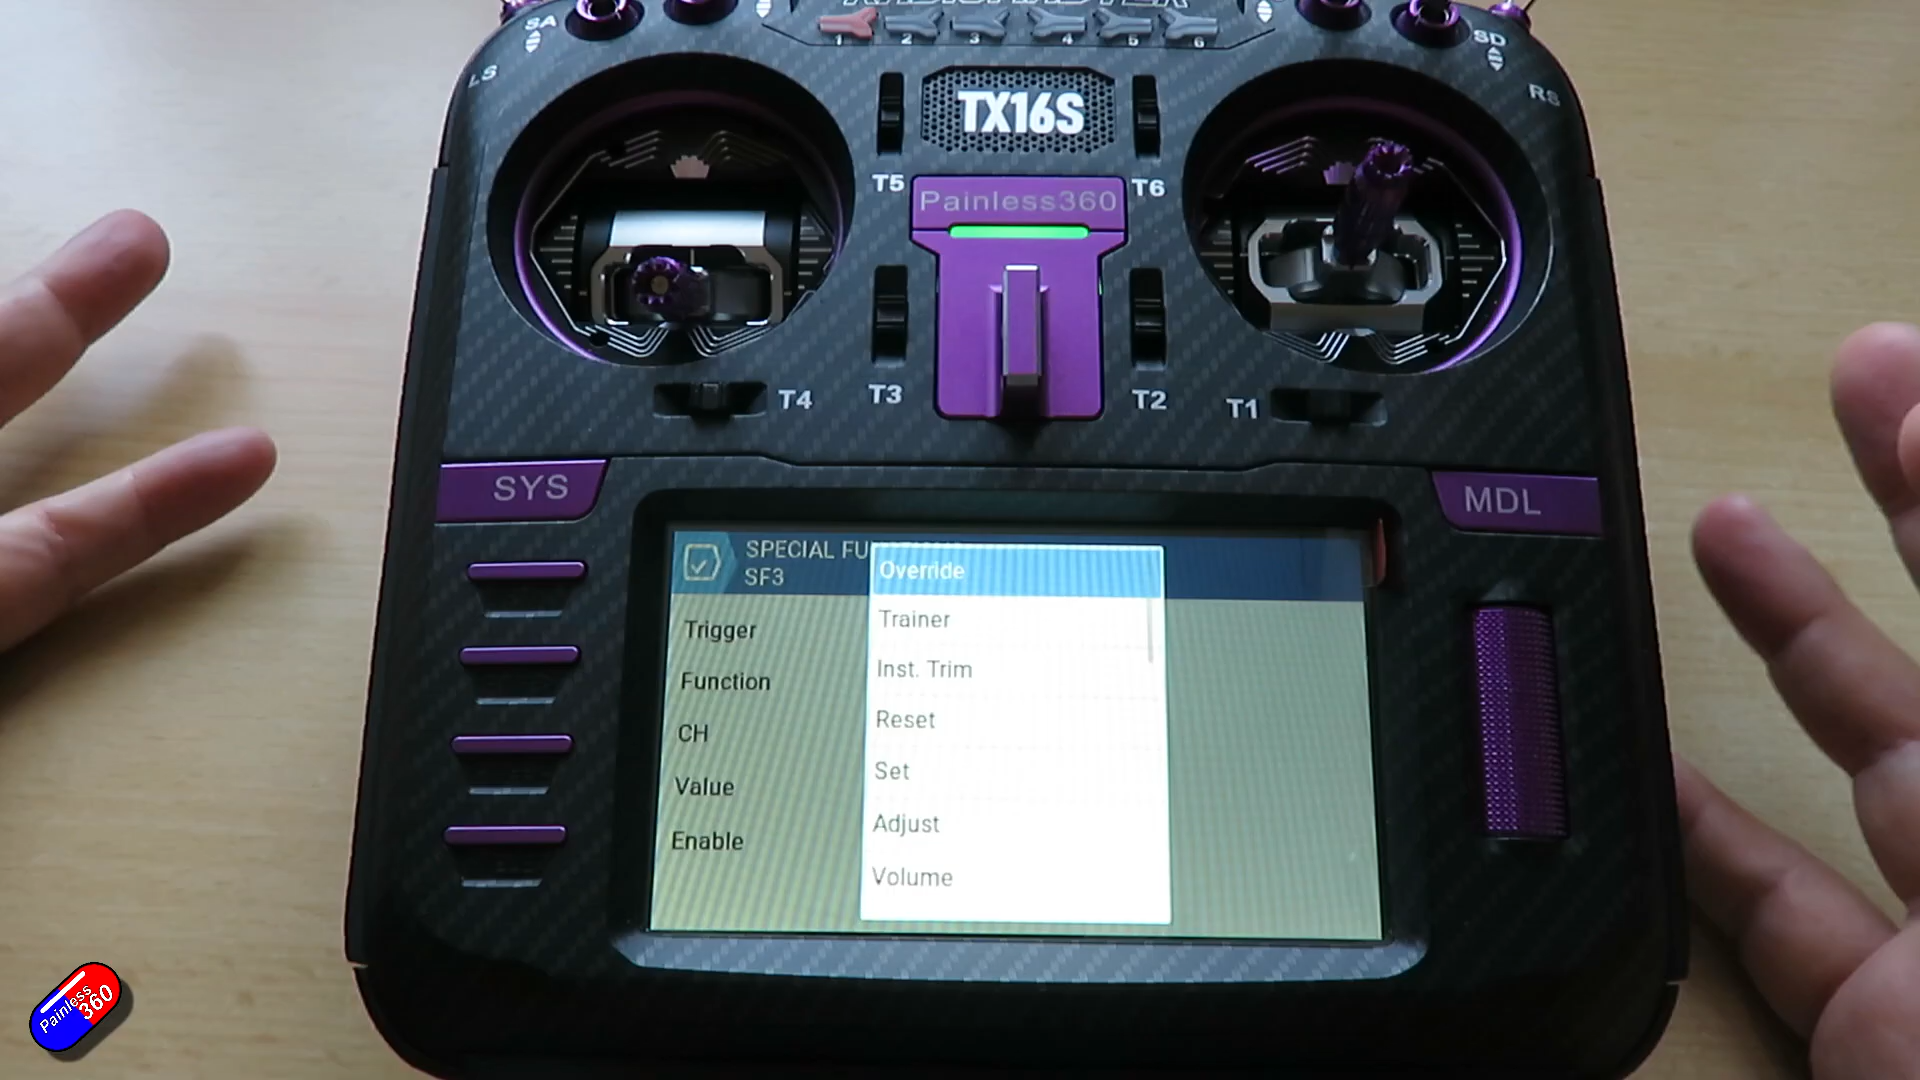 SA
SD
LS
RS
1 2 3 4 5 6
TX16S
T5
T6
Painless360
T4
T3
T2
T1
SYS
MDL
SPECIAL FU
SF3
Trigger
Function
CH
Value
Enable
Override
Trainer
Inst. Trim
Reset
Set
Adjust
Volume
Painless
360